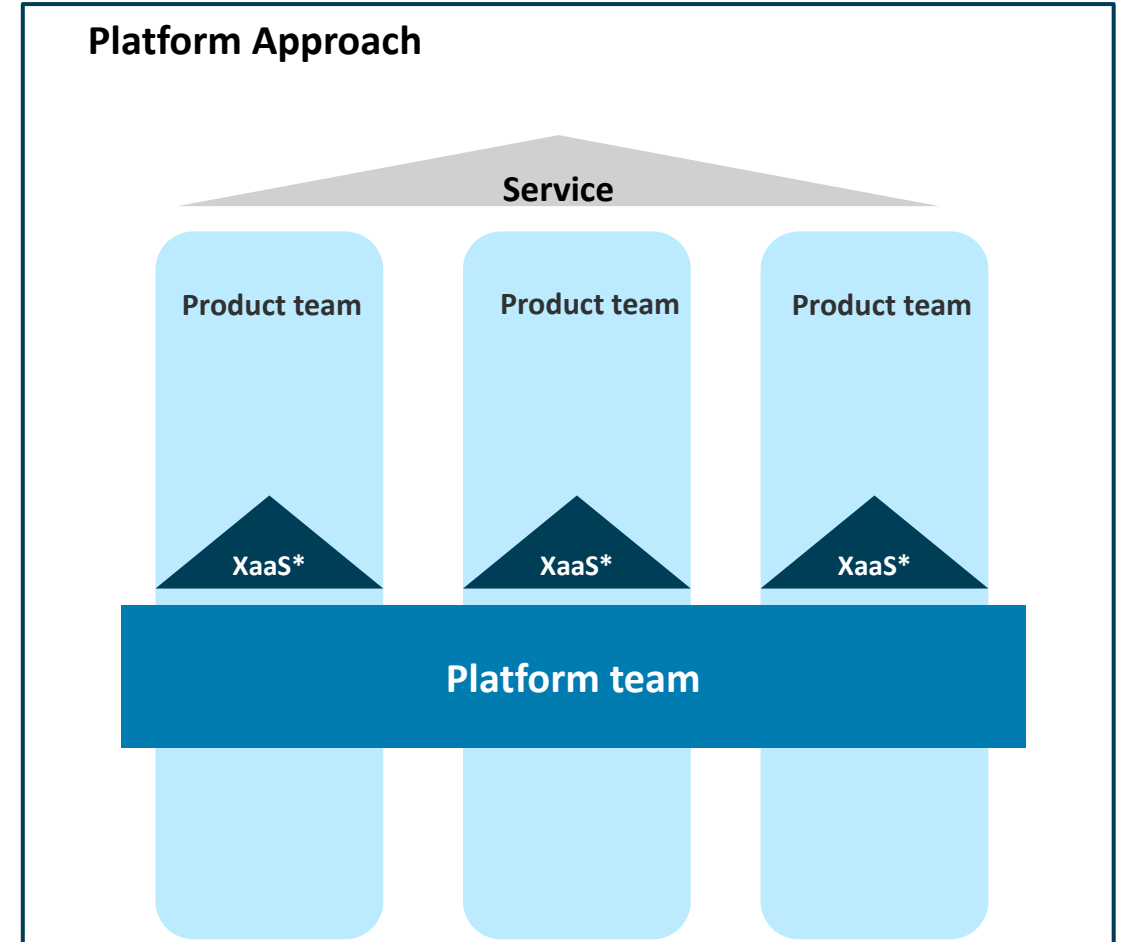 Platform Approach
Service
Product team
Product team
Product team
XaaS*
XaaS*
XaaS*
Platform team